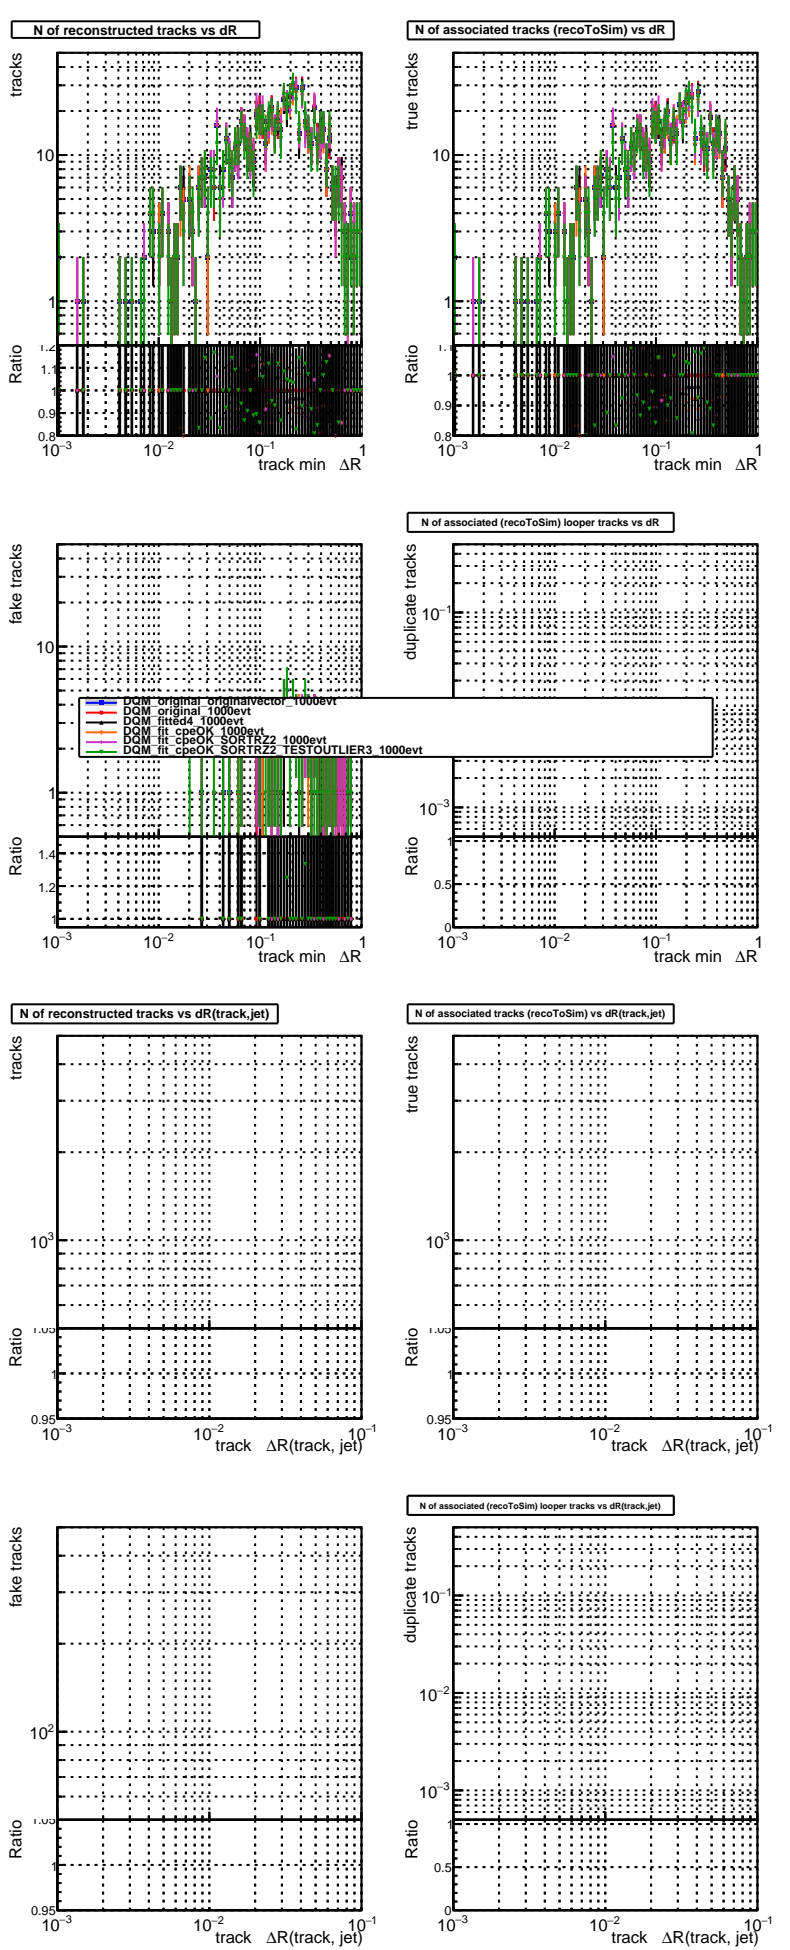 N of reconstructed tracks vs dR
tracks
10
1
Ratio
1.2
1.1
1
0.9
0.8
10−3
10−2
10−1
1
track min ΔR
N of associated tracks (recoToSim) vs dR
true tracks
10
1
Ratio
1.1
1
0.9
0.8
10−3
10−2
10−1
1
track min ΔR
fake tracks
10
1
Ratio
1.4
1.2
1
10−3
10−2
10−1
1
track min ΔR
N of associated (recoToSim) looper tracks vs dR
duplicate tracks
10−1
10−3
Ratio
1
0.5
0
10−3
10−2
10−1
1
track min ΔR
DQM_original_originalvector_1000evt
DQM_original_1000evt
DQM_fitted4_1000evt
DQM_fit_cpeOK_1000evt
DQM_fit_cpeOK_SORTRZ2_1000evt
DQM_fit_cpeOK_SORTRZ2_TESTOUTLIER3_1000evt
N of reconstructed tracks vs dR(track,jet)
tracks
103
Ratio
1.05
1
0.95
10−3
10−2
10−1
track ΔR(track, jet)
N of associated tracks (recoToSim) vs dR(track,jet)
true tracks
103
Ratio
1.05
1
0.95
10−3
10−2
10−1
track ΔR(track, jet)
fake tracks
102
Ratio
1.05
1
0.95
10−3
10−2
10−1
track ΔR(track, jet)
N of associated (recoToSim) looper tracks vs dR(track,jet)
duplicate tracks
10−1
10−2
10−3
Ratio
1
0.5
0
10−3
10−2
10−1
track ΔR(track, jet)